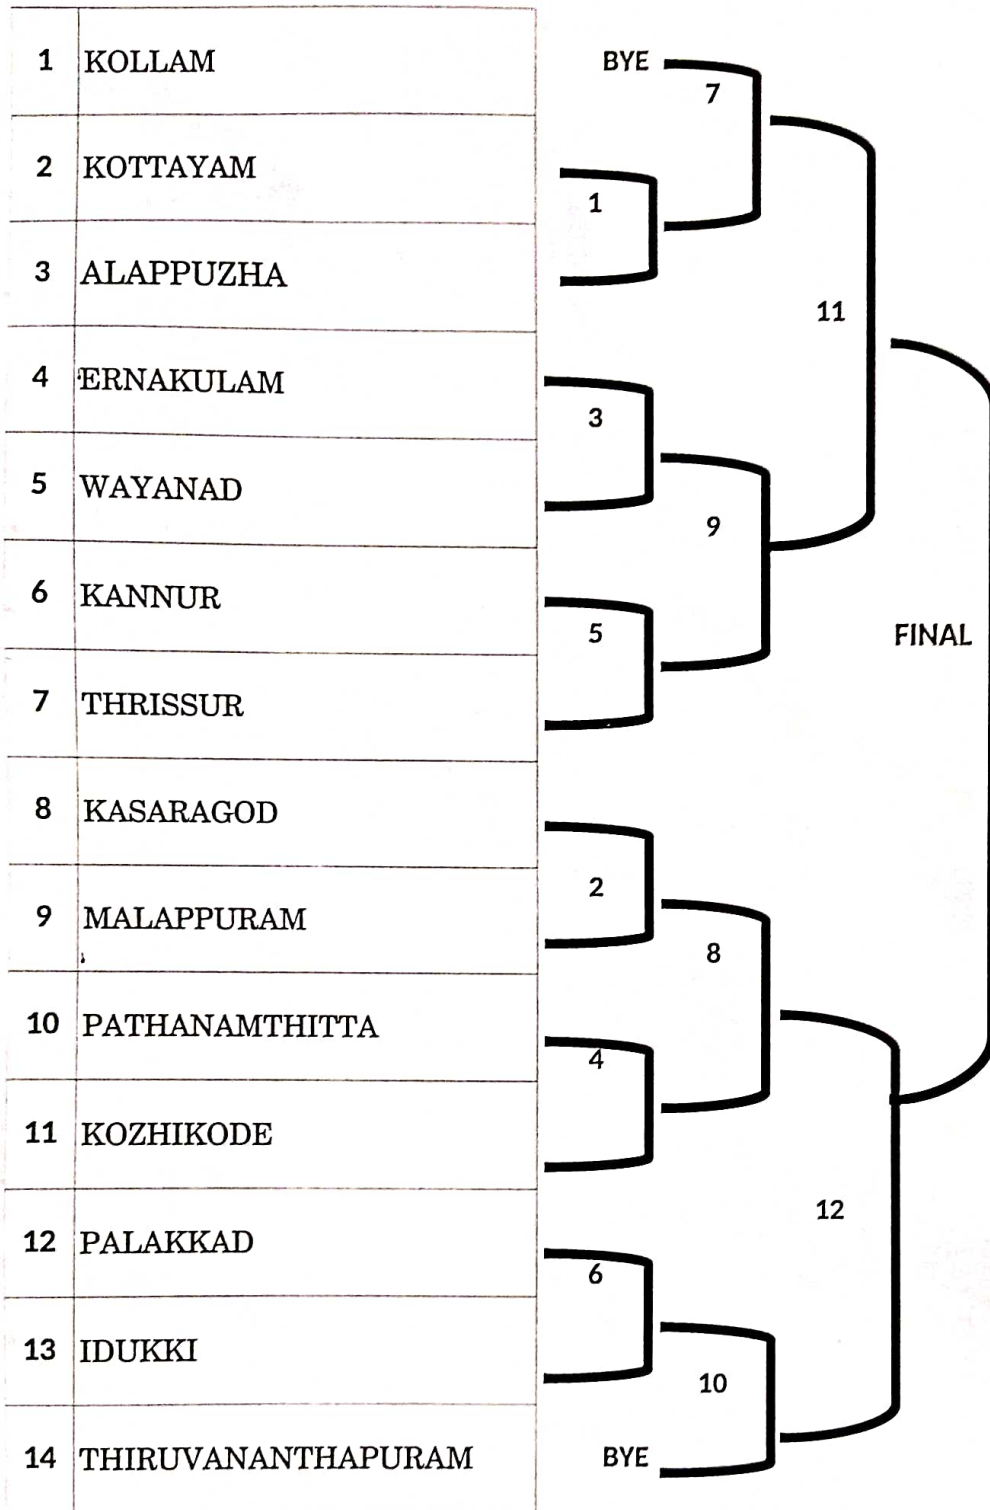 1 KOLLAM BYE
7
2 KOTTAYAM
1
3 ALAPPUZHA
11
4 ERNAKULAM
3
5 WAYANAD
9
6 KANNUR
5 FINAL
7 THRISSUR
8 KASARAGOD
2
9 MALAPPURAM
8
10 PATHANAMTHITTA
4
11 KOZHIKODE
12
12 PALAKKAD
6
13 IDUKKI
10
14 THIRUVANANTHAPURAM BYE